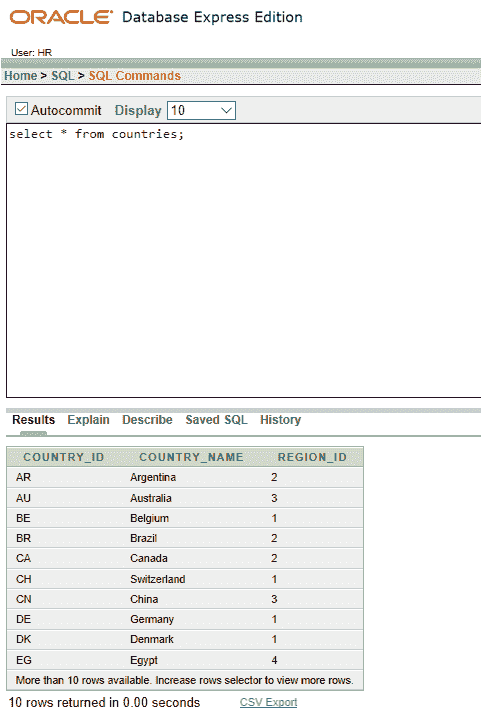 ORACLE Database Express Edition
User: HR
Home > SQL > SQL Commands
Autocommit Display 10
select * from countries;
Results Explain Describe Saved SQL History
COUNTRY_ID COUNTRY_NAME REGION_ID
AR Argentina 2
AU Australia 3
BE Belgium 1
BR Brazil 2
CA Canada 2
CH Switzerland 1
CN China 3
DE Germany 1
DK Denmark 1
EG Egypt 4
More than 10 rows available. Increase rows selector to view more rows.
10 rows returned in 0.00 seconds CSV Export